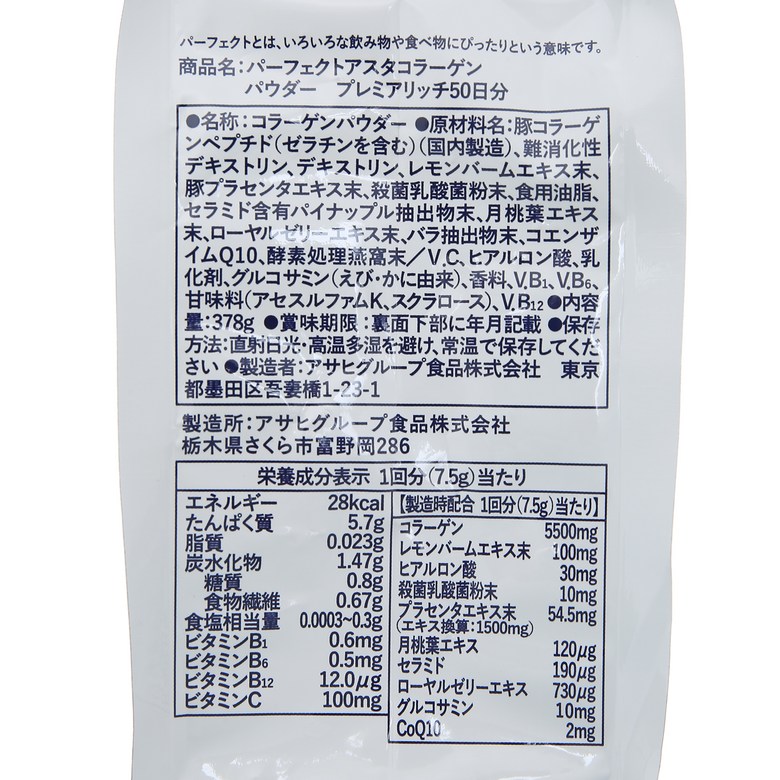 パーフェクトとは、いろいろな飲み物や食べ物にぴったりという意味です。
商品名：パーフェクトアスタコラーゲン
パウダー　プレミアリッチ50日分
●名称：コラーゲンパウダー ●原材料名：豚コラーゲ
ンペプチド（ゼラチンを含む）（国内製造）、難消化性
デキストリン、デキストリン、レモンバームエキス末、
豚プラセンタエキス末、殺菌乳酸菌粉末、食用油脂、
セラミド含有パイナップル抽出物末、月桃葉エキス
末、ローヤルゼリーエキス末、バラ抽出物末、コエンザ
イムQ10、酵素処理燕窩末／V.C、ヒアルロン酸、乳
化剤、グルコサミン（えび・かに由来）、香料、V.B1、V.B6、
甘味料（アセスルファムK、スクラロース）、V.B12 ●内容
量：378g ●賞味期限：裏面下部に年月記載 ●保存
方法：直射日光・高温多湿を避け、常温で保存してくだ
さい ●製造者：アサヒグループ食品株式会社　東京
都墨田区吾妻橋1-23-1
製造所：アサヒグループ食品株式会社
栃木県さくら市富野岡286
栄養成分表示 1回分（7.5g）当たり
エネルギー 28kcal
たんぱく質 5.7g
脂質 0.023g
炭水化物 1.47g
糖質 0.8g
食物繊維 0.67g
食塩相当量 0.0003~0.3g
ビタミンB1 0.6mg
ビタミンB6 0.5mg
ビタミンB12 12.0μg
ビタミンC 100mg
【製造時配合 1回分（7.5g）当たり】
コラーゲン 5500mg
レモンバームエキス末 100mg
ヒアルロン酸 30mg
殺菌乳酸菌粉末 10mg
プラセンタエキス末 54.5mg
（エキス換算：1500mg）
月桃葉エキス 120μg
セラミド 190μg
ローヤルゼリーエキス 730μg
グルコサミン 10mg
CoQ10 2mg